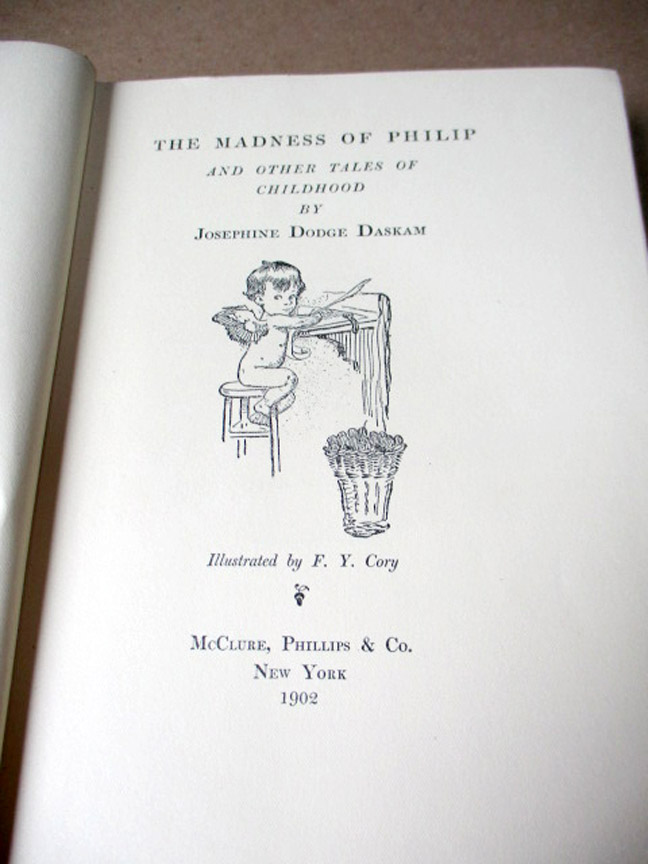 THE MADNESS OF PHILIP
AND OTHER TALES OF
CHILDHOOD
BY
JOSEPHINE DODGE DASKAM
Illustrated by F. Y. Cory
MCCLURE, PHILLIPS & CO.
NEW YORK
1902